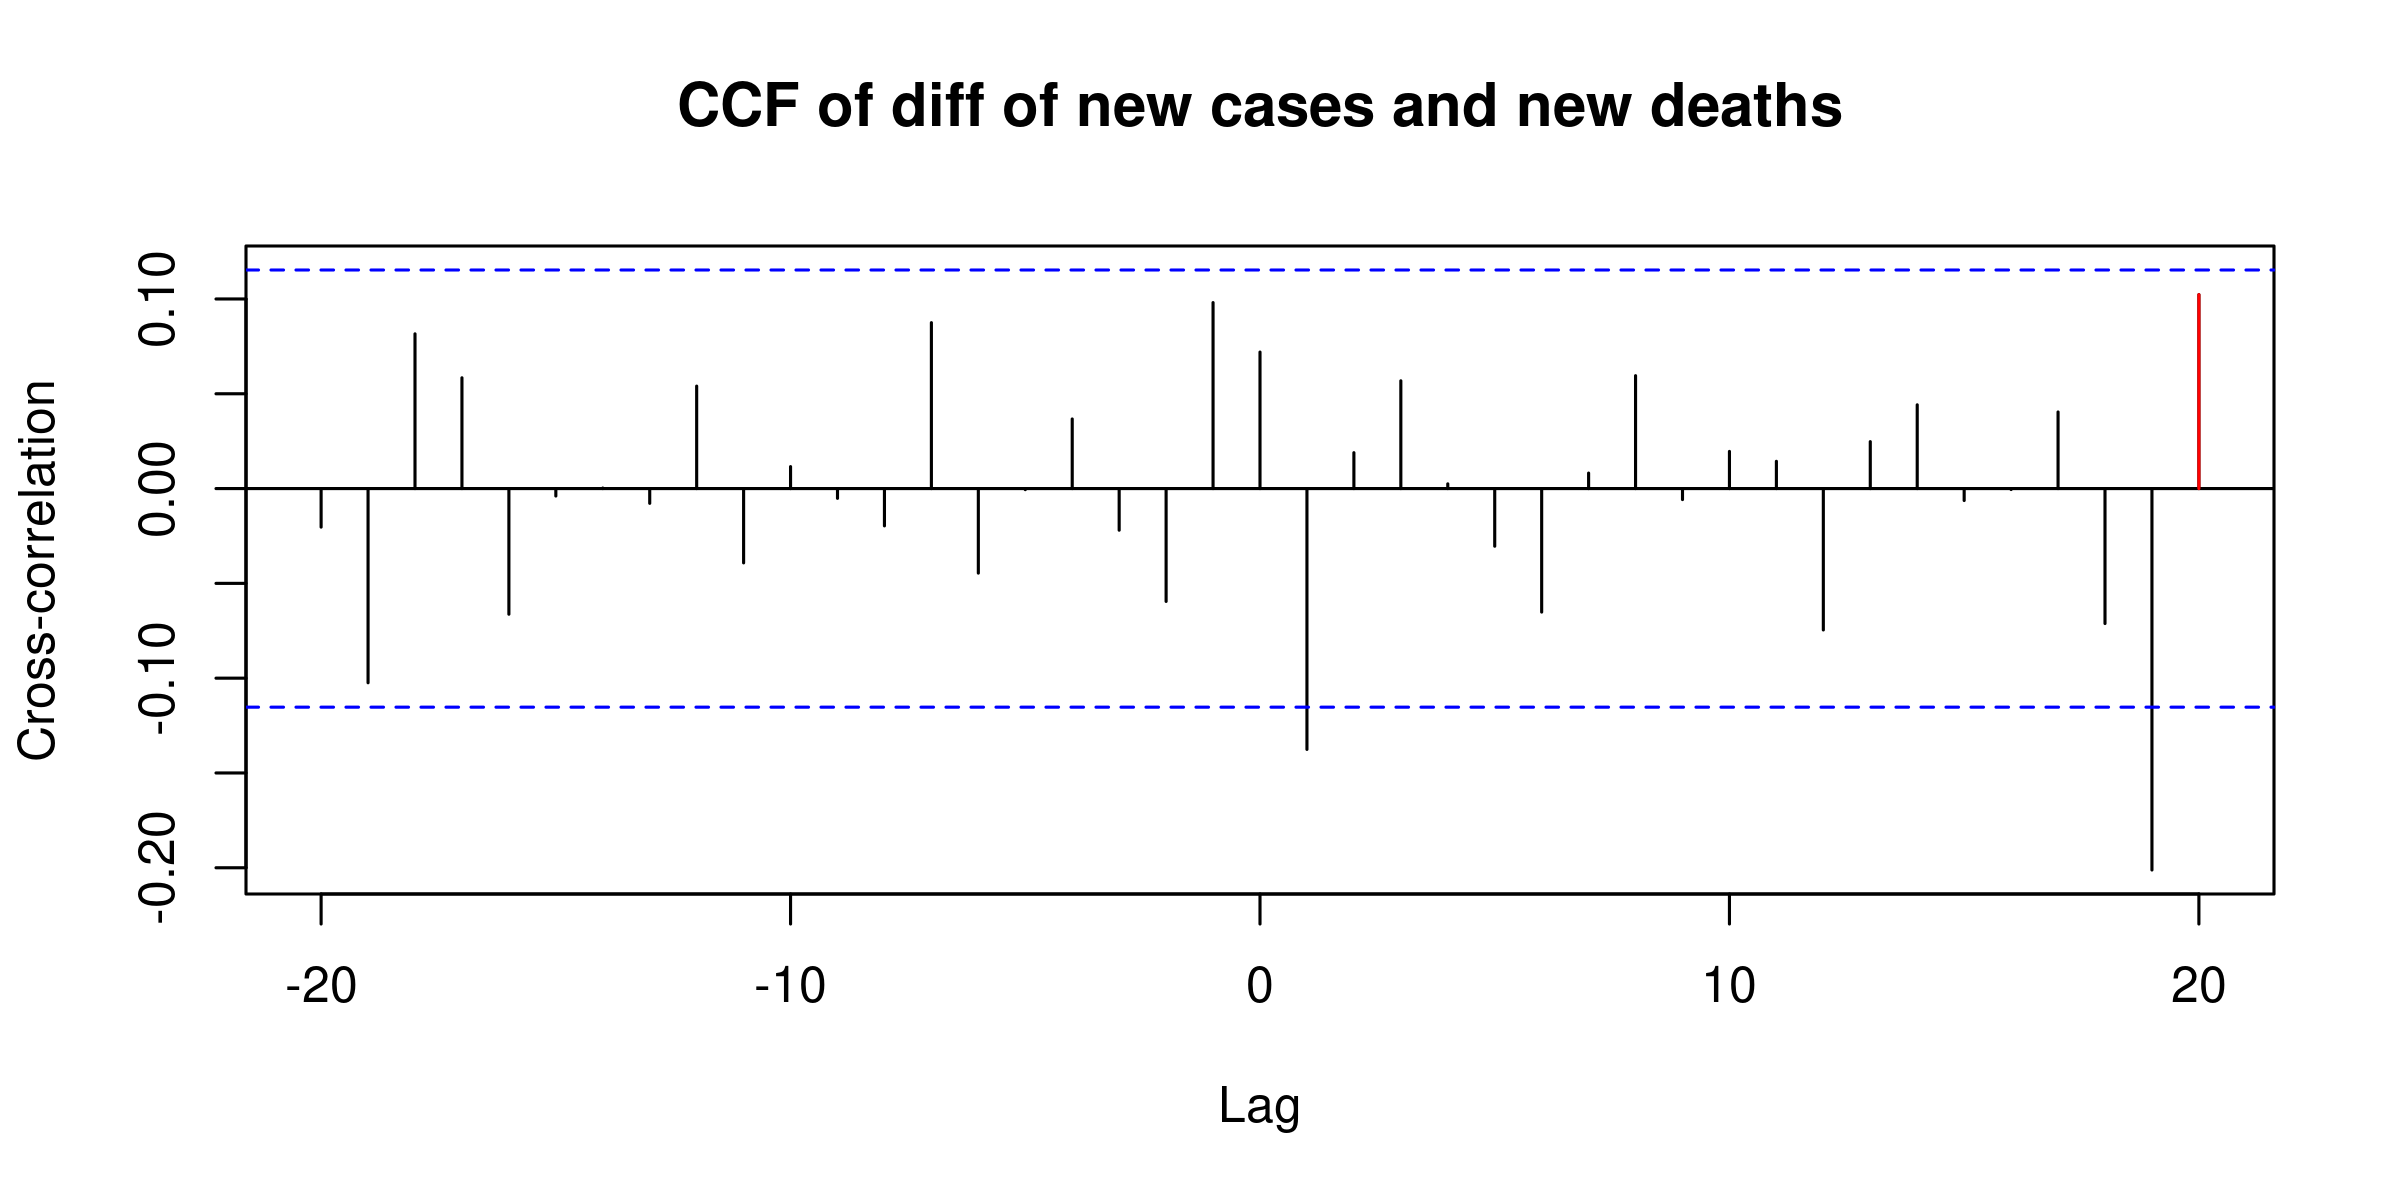 CCF of diff of new cases and new deaths
Cross-correlation
0.10
0.00
-0.10
-0.20
-20 -10 0 10 20
Lag